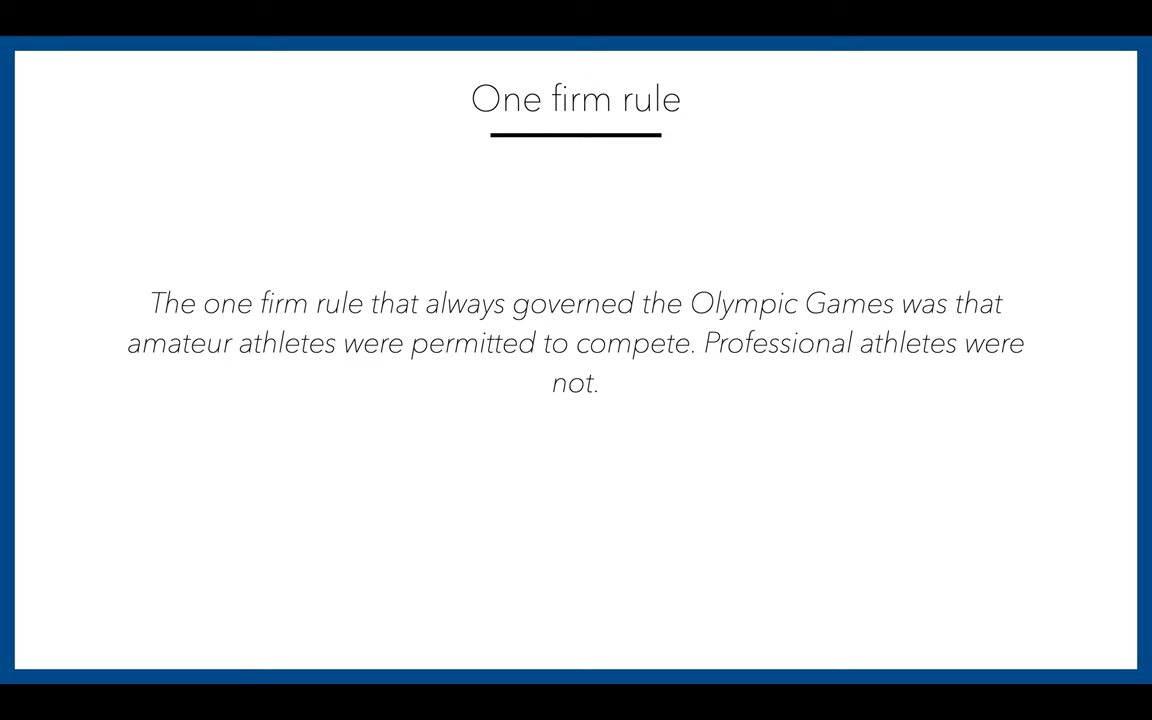 One firm rule
The one firm rule that always governed the Olympic Games was that
amateur athletes were permitted to compete. Professional athletes were
not.